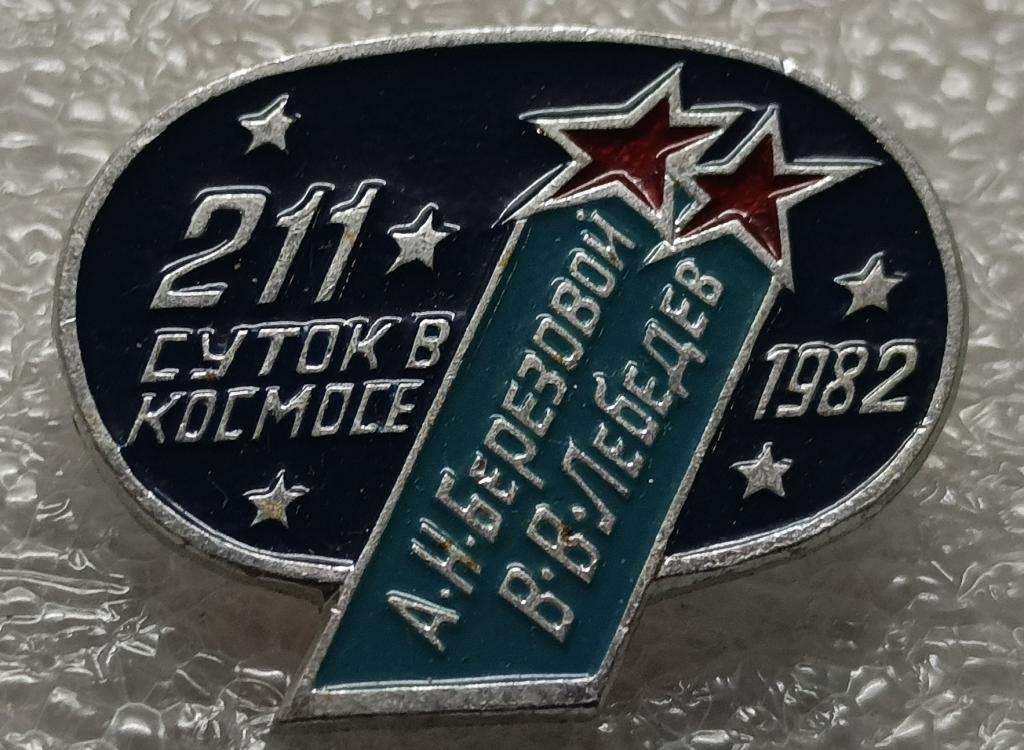 211
СУТОК В
КОСМОСЕ
А.Н.БЕРЕЗОВОЙ
В.В.ЛЕБЕДЕВ
1982